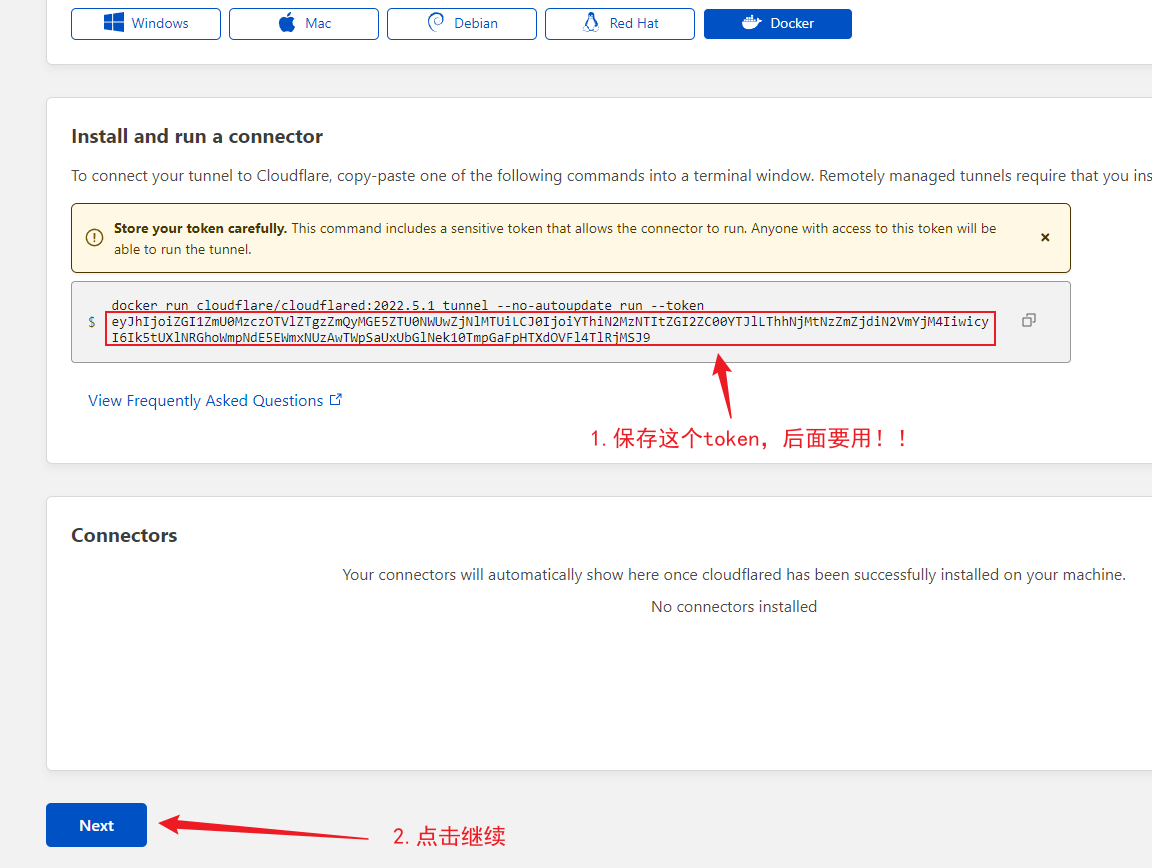 Windows
Mac
Debian
Red Hat
Docker
Install and run a connector
To connect your tunnel to Cloudflare, copy-paste one of the following commands into a terminal window. Remotely managed tunnels require that you ins
Store your token carefully. This command includes a sensitive token that allows the connector to run. Anyone with access to this token will be
able to run the tunnel.
docker run cloudflare/cloudflared:2022.5.1 tunnel --no-autoupdate run --token
$ eyJhIjoiZGI1ZmU0MzczOTVlZTgzZmQyMGE5ZTU0NWUwZjNlMTUiLCJ0IjoiYThiN2MzNTItZGI2ZC00YTJlLThhNjMtNzZmZjdiN2VmYjM4Iiwicy
I6Ik5tUXlNRGhoWmpNdE5EWmxNUzAwTWpSaUxUbGlNek10TmpGaFpHTXdOVFl4TlRjMSJ9
View Frequently Asked Questions
1. 保存这个token，后面要用！！
Connectors
Your connectors will automatically show here once cloudflared has been successfully installed on your machine.
No connectors installed
Next
2. 点击继续